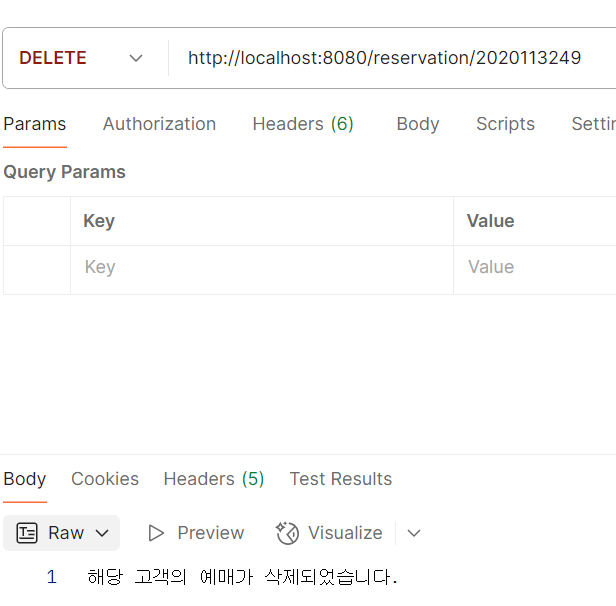 DELETE http://localhost:8080/reservation/2020113249
Params Authorization Headers (6) Body Scripts Settin
Query Params
Key Value
Key Value
Body Cookies Headers (5) Test Results
Raw Preview Visualize
1 해당 고객의 예매가 삭제되었습니다.